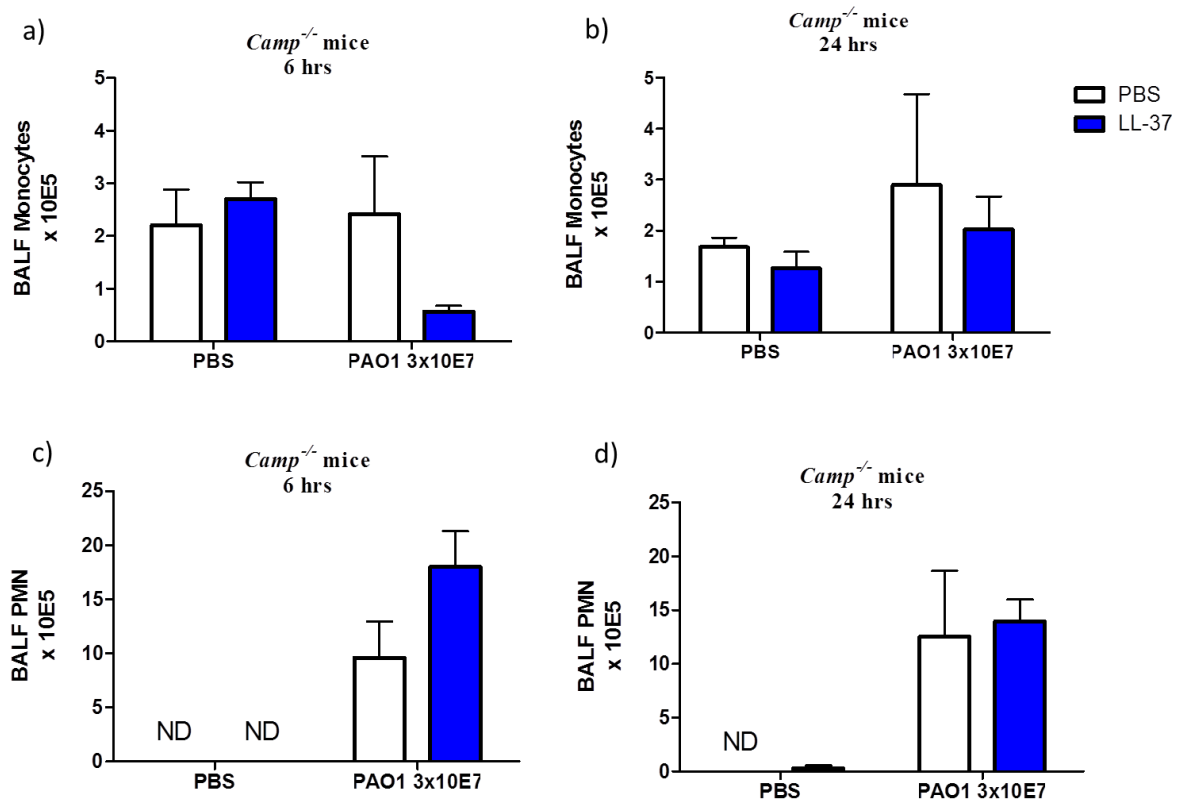 a)
Camp-/- mice
6 hrs
BALF Monocytes
x 10E5
5
4
3
2
1
0
PBS
PAO1 3x10E7
b)
Camp-/- mice
24 hrs
BALF Monocytes
x 10E5
5
4
3
2
1
0
PBS
PAO1 3x10E7
PBS
LL-37
c)
Camp-/- mice
6 hrs
BALF PMN
x 10E5
25
20
15
10
5
0
ND
ND
PBS
PAO1 3x10E7
d)
Camp-/- mice
24 hrs
BALF PMN
x 10E5
25
20
15
10
5
0
ND
PBS
PAO1 3x10E7